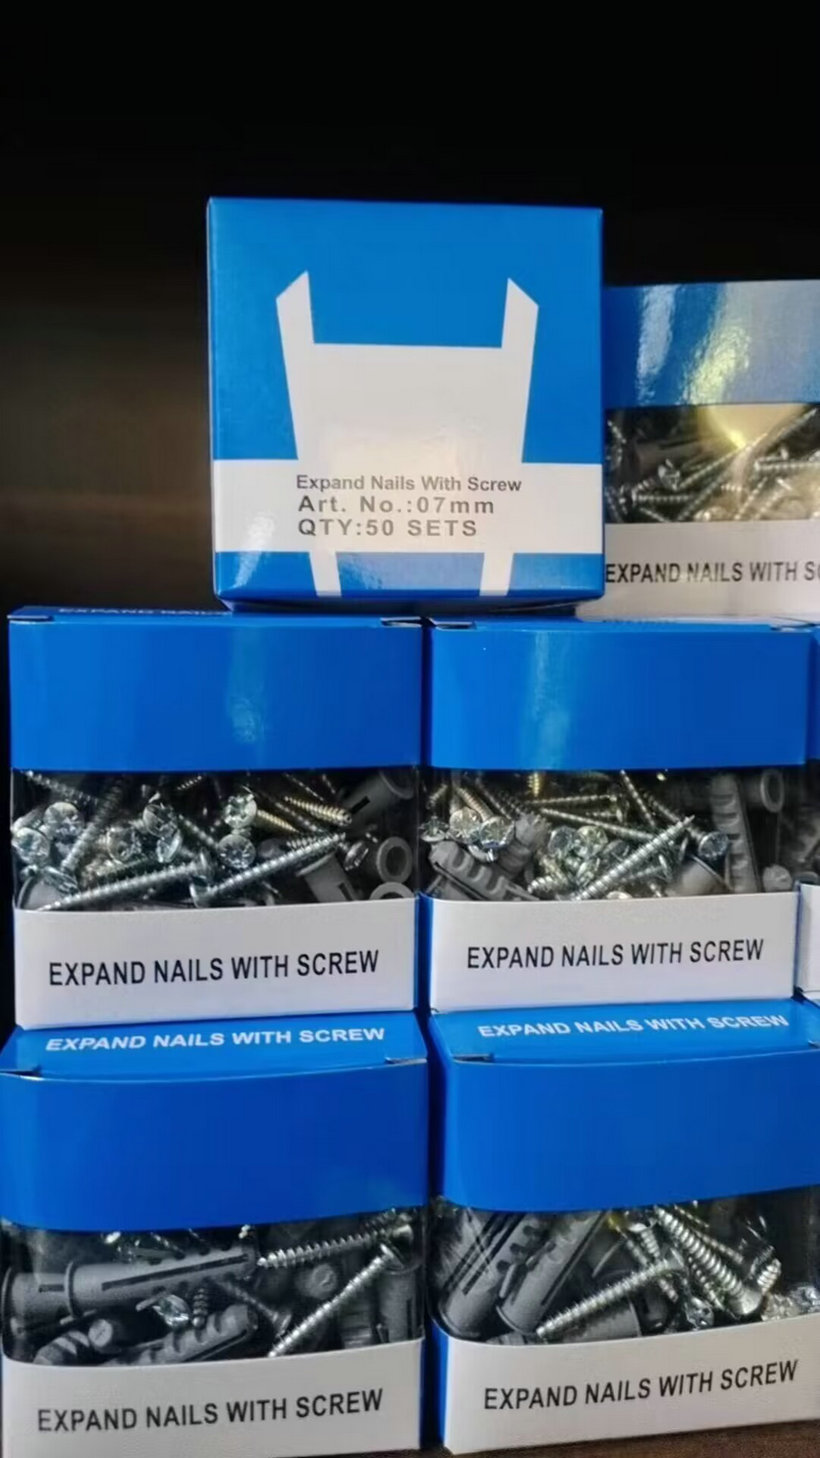 Expand Nails With Screw
Art. No.:07mm
QTY:50 SETS
EXPAND NAILS WITH
EXPAND NAILS WITH SCREW
EXPAND NAILS WITH SCREW
EXPAND NAILS WITH SCREW
EXPAND NAILS WITH SCREW
EXPAND NAILS WITH SCREW
EXPAND NAILS WITH SCREW